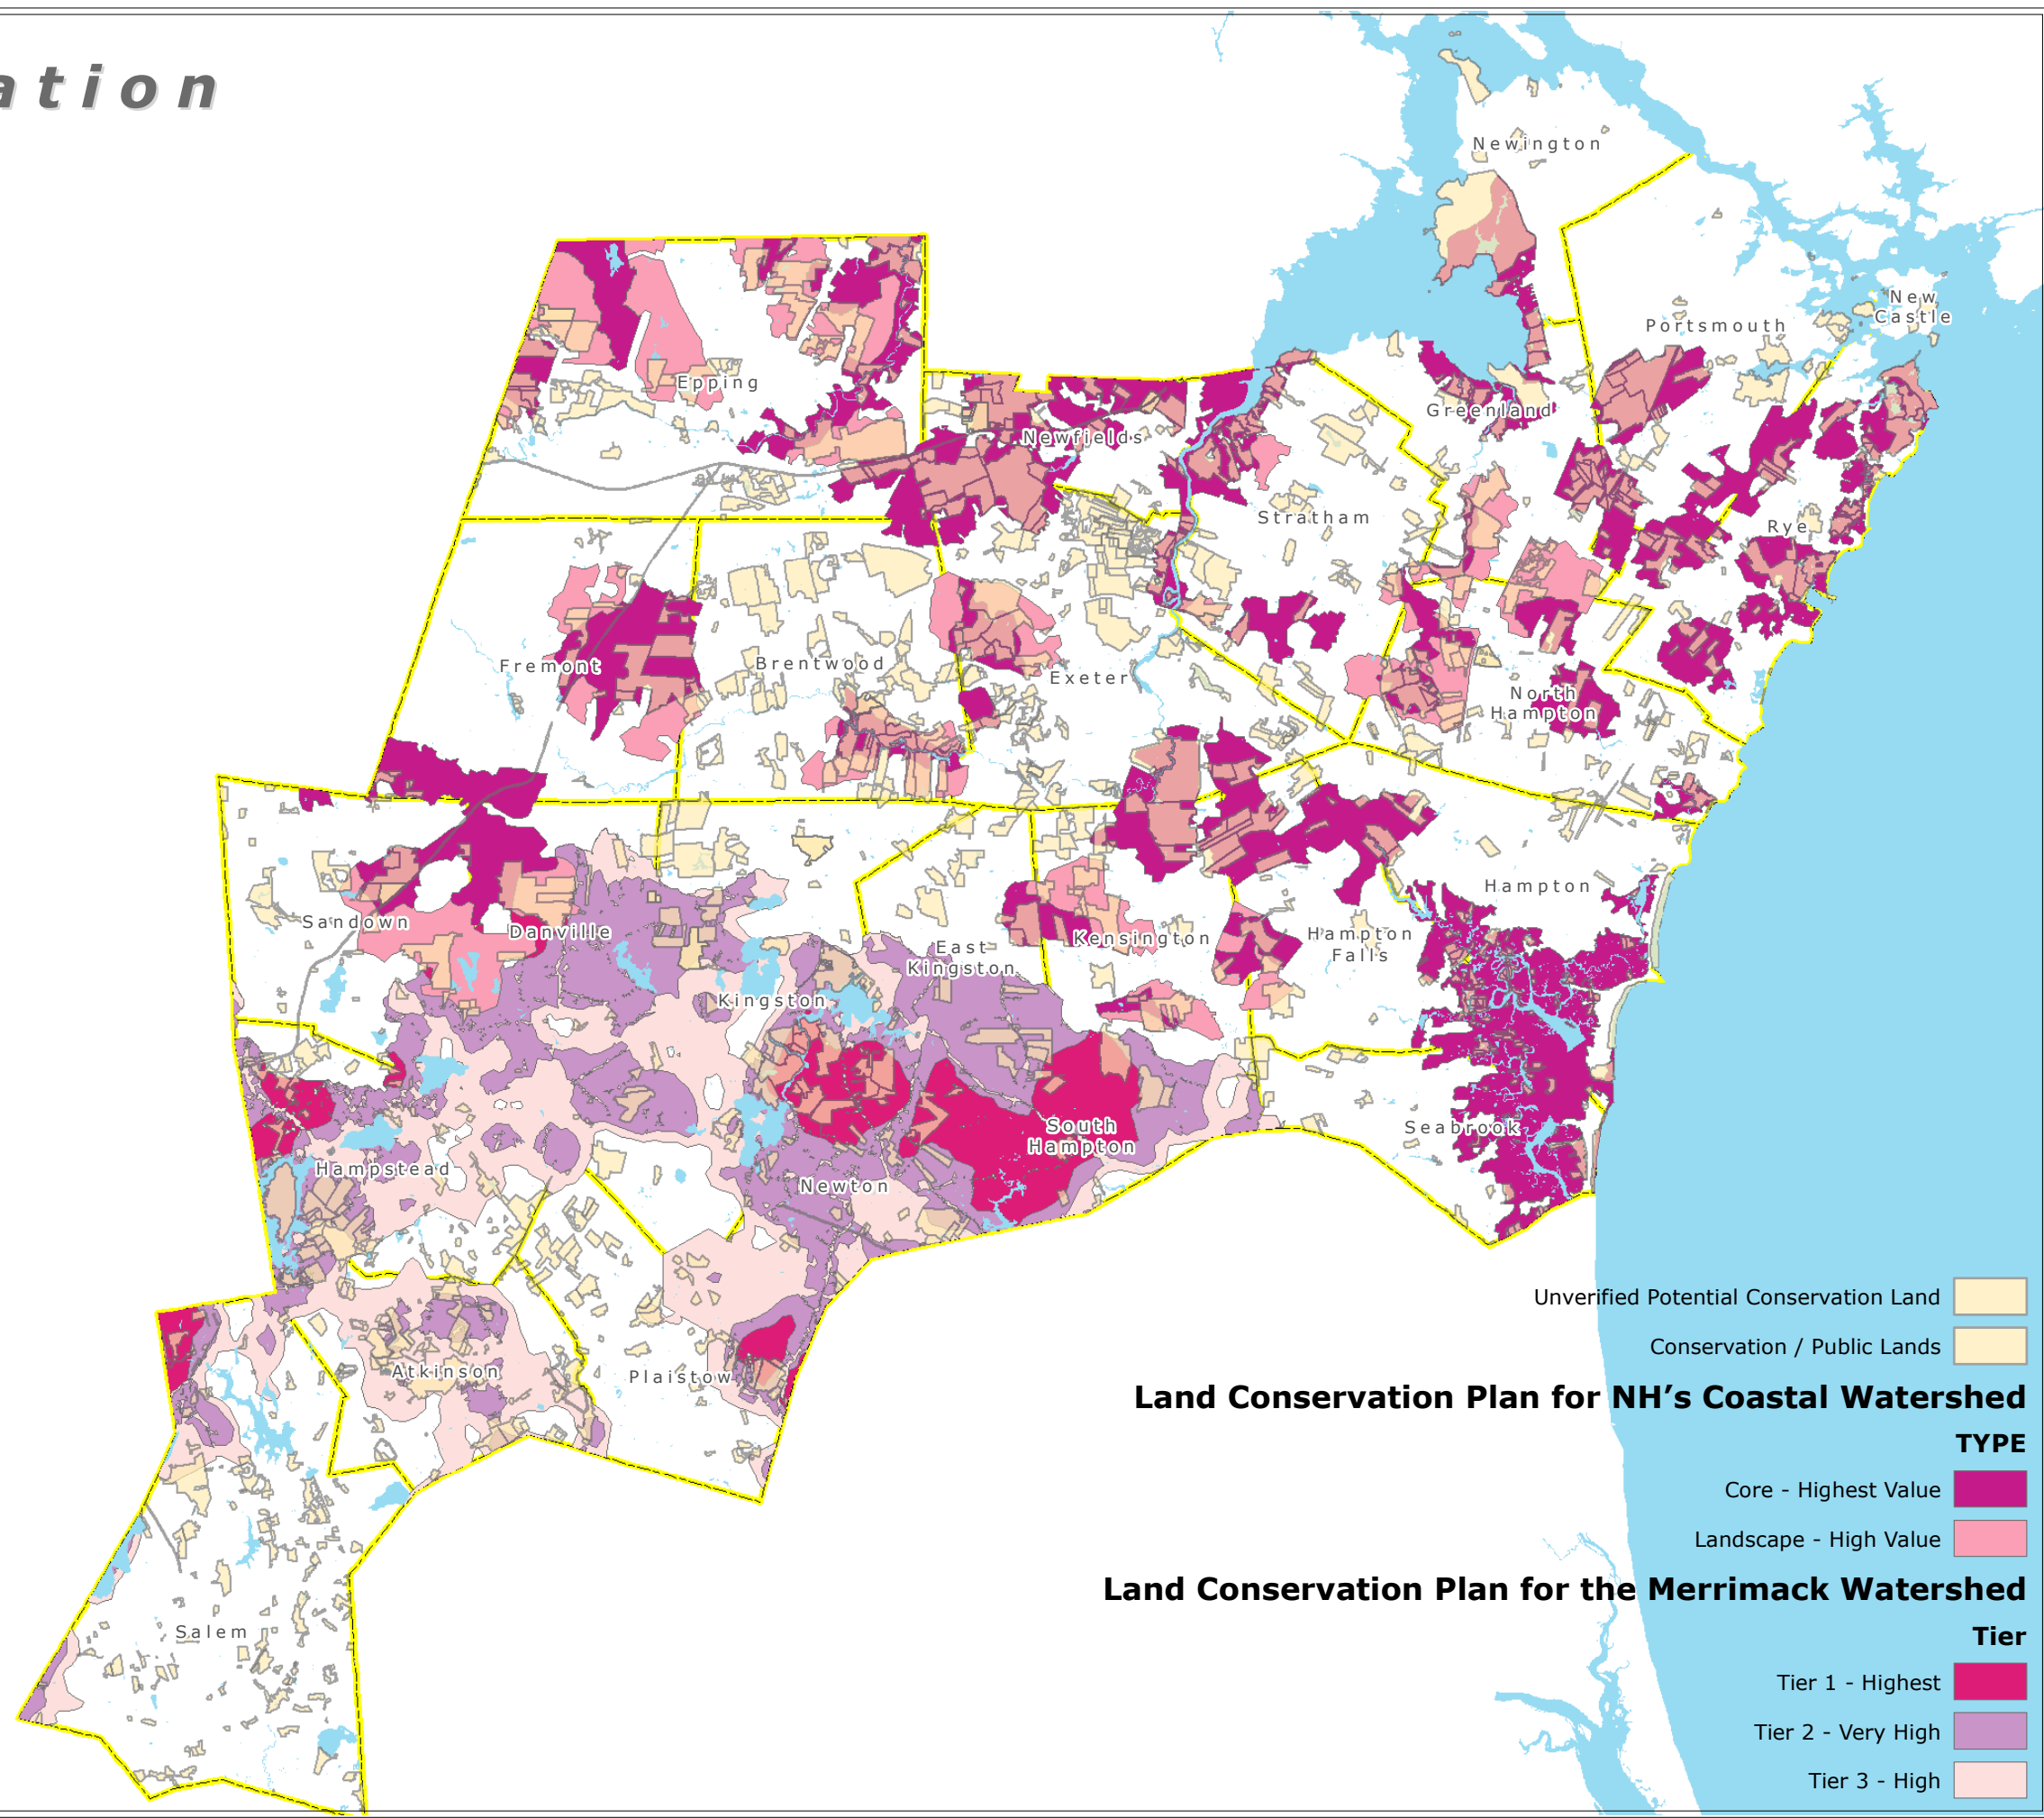 ation
Newington
New
Castle
Portsmouth
Epping
Greenland
Newfields
Stratham
Rye
Fremont
Brentwood
Exeter
North
Hampton
Hampton
Sandown
Danville
East
Kingston
Kensington
Hampton
Falls
Kingston
South
Hampton
Seabrook
Hampstead
Newton
Atkinson
Plaistow
Salem
Unverified Potential Conservation Land
Conservation / Public Lands
Land Conservation Plan for NH’s Coastal Watershed
TYPE
Core - Highest Value
Landscape - High Value
Land Conservation Plan for the Merrimack Watershed
Tier
Tier 1 - Highest
Tier 2 - Very High
Tier 3 - High